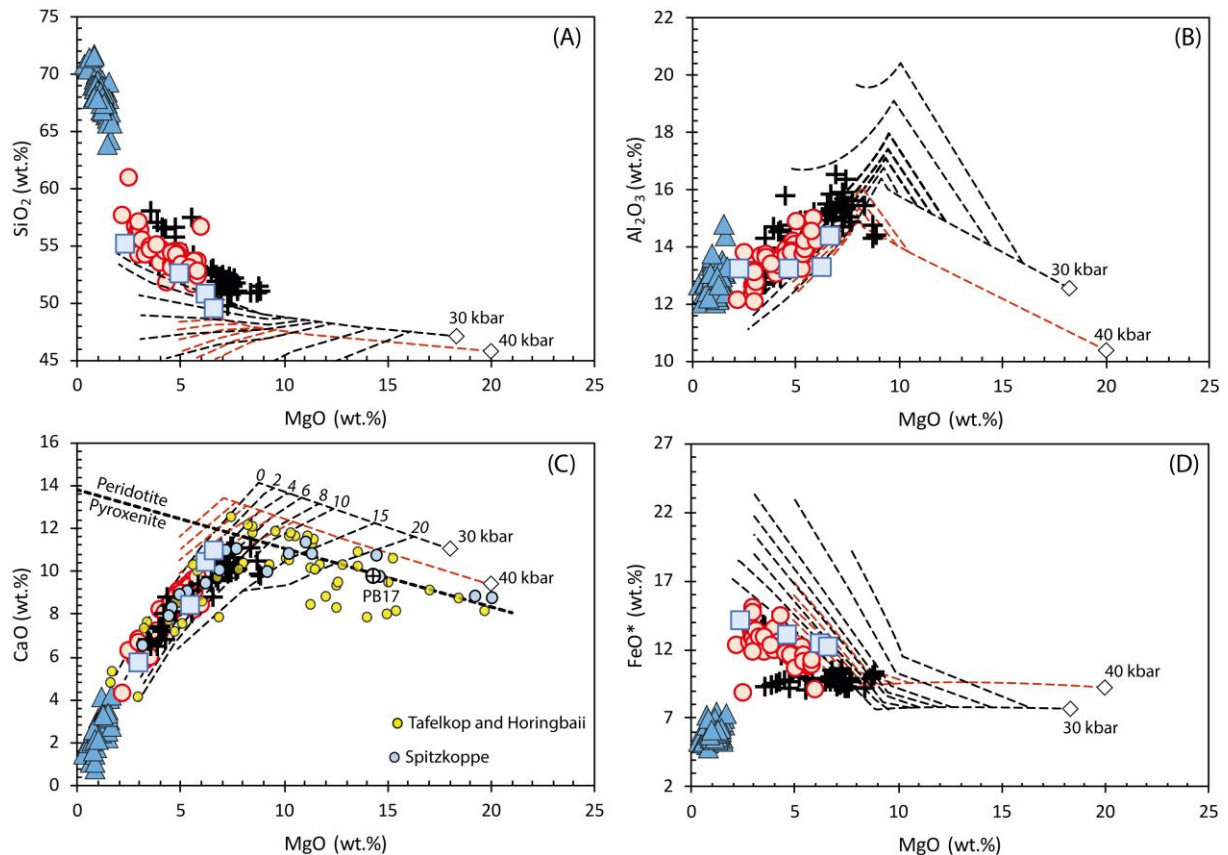 (A)
SiO2 (wt.%)
75
70
65
60
55
50
45
30 kbar
40 kbar
0 5 10 15 20 25
MgO (wt.%)
(B)
Al2O3 (wt.%)
22
20
18
16
14
12
10
30 kbar
40 kbar
0 5 10 15 20 25
MgO (wt.%)
(C)
CaO (wt.%)
16
14
12
10
8
6
4
2
0
Peridotite
Pyroxenite
0 2 4 6 8 10 15 20
30 kbar
40 kbar
PB17
Tafelkop and Horingbaii
Spitzkoppe
0 5 10 15 20 25
MgO (wt.%)
(D)
FeO* (wt.%)
27
22
17
12
7
2
40 kbar
30 kbar
0 5 10 15 20 25
MgO (wt.%)